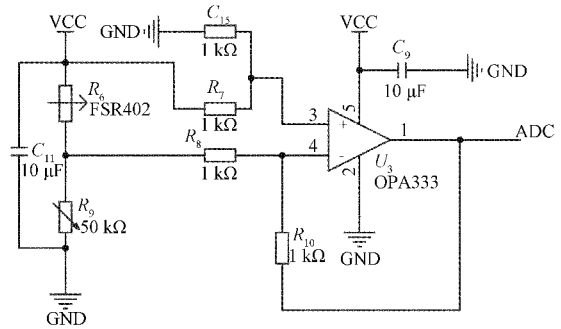 VCC
C15
GND
1 kΩ
VCC
C9
GND
10 μF
R6
FSR402
R7
1 kΩ
R8
1 kΩ
3
+
5
4
-
2
1
ADC
U3
OPA333
C11
10 μF
R9
50 kΩ
R10
1 kΩ
GND
GND